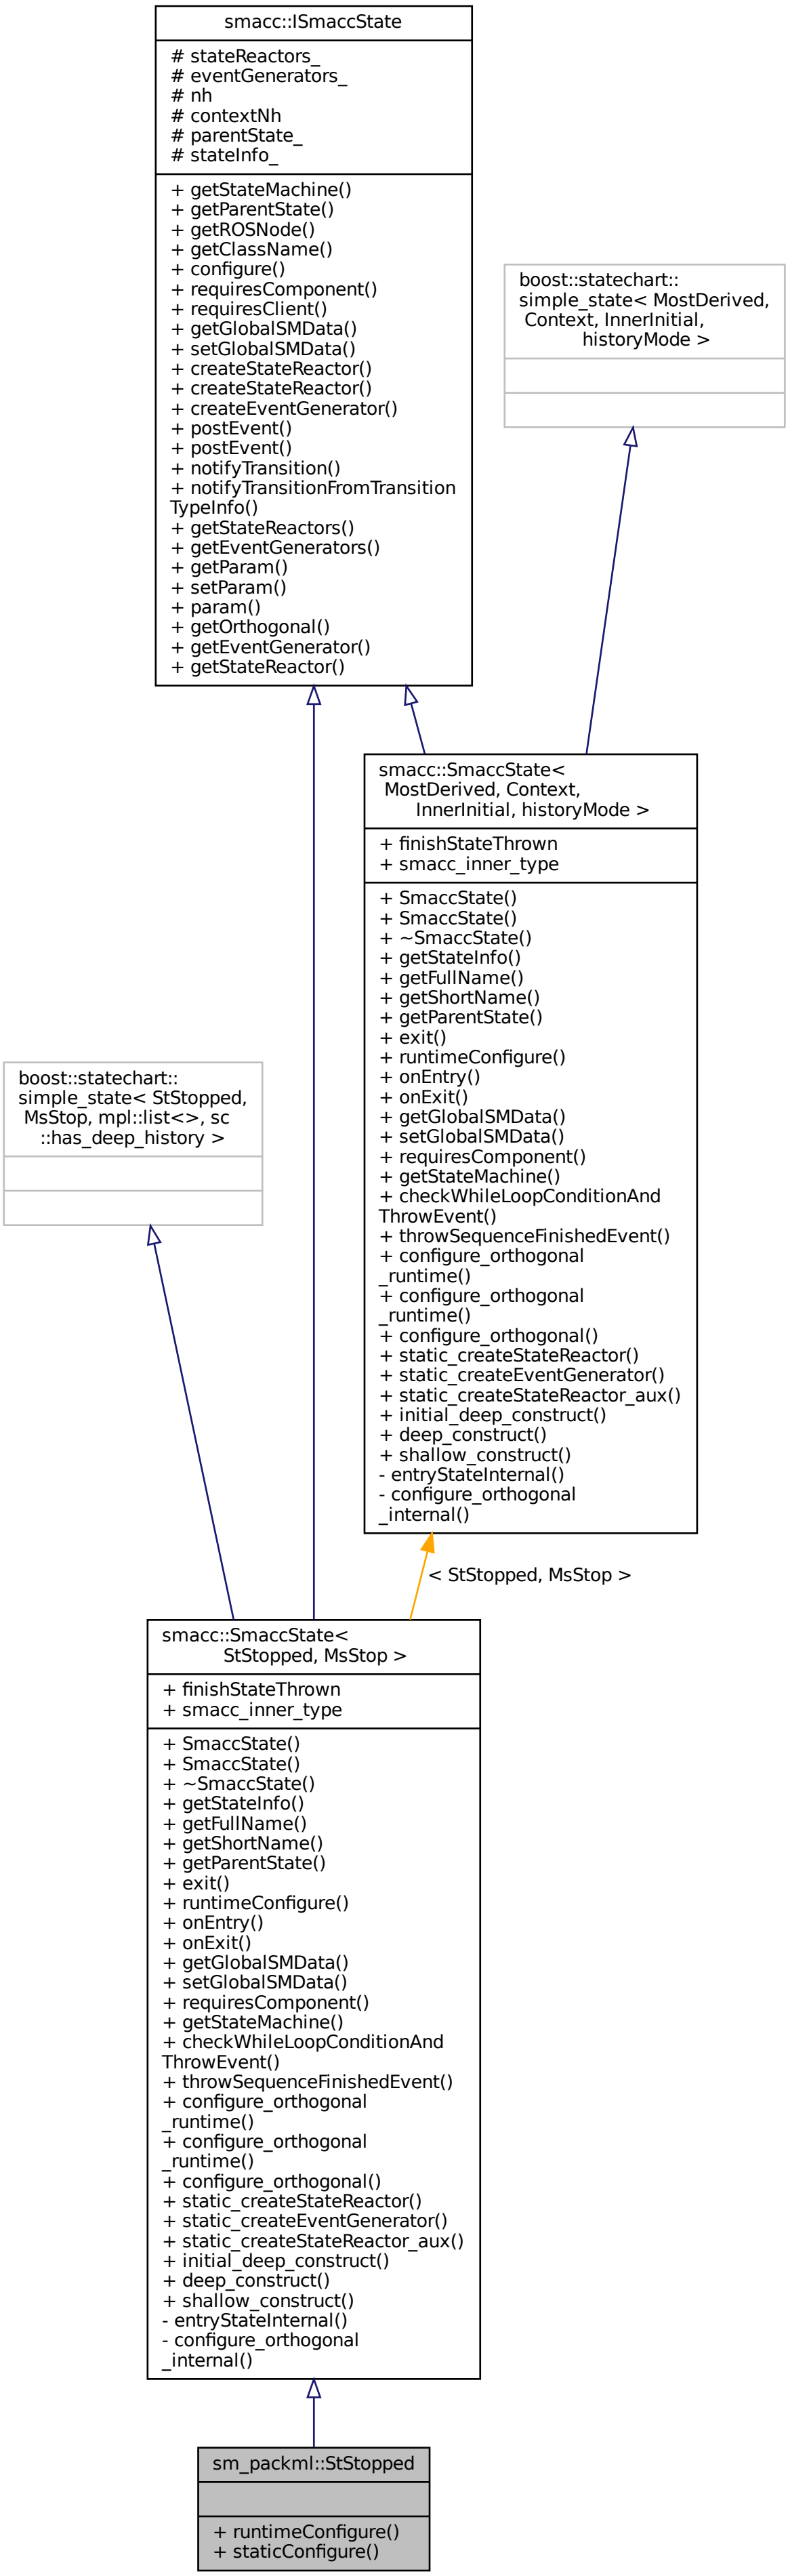 smacc::ISmaccState
# stateReactors_
# eventGenerators_
# nh
# contextNh
# parentState_
# stateInfo_
+ getStateMachine()
+ getParentState()
+ getROSNode()
+ getClassName()
+ configure()
+ requiresComponent()
+ requiresClient()
+ getGlobalSMData()
+ setGlobalSMData()
+ createStateReactor()
+ createStateReactor()
+ createEventGenerator()
+ postEvent()
+ postEvent()
+ notifyTransition()
+ notifyTransitionFromTransition
TypeInfo()
+ getStateReactors()
+ getEventGenerators()
+ getParam()
+ setParam()
+ param()
+ getOrthogonal()
+ getEventGenerator()
+ getStateReactor()
boost::statechart::
simple_state< MostDerived,
Context, InnerInitial,
historyMode >
smacc::SmaccState<
MostDerived, Context,
InnerInitial, historyMode >
+ finishStateThrown
+ smacc_inner_type
+ SmaccState()
+ SmaccState()
+ ~SmaccState()
+ getStateInfo()
+ getFullName()
+ getShortName()
+ getParentState()
+ exit()
+ runtimeConfigure()
+ onEntry()
+ onExit()
+ getGlobalSMData()
+ setGlobalSMData()
+ requiresComponent()
+ getStateMachine()
+ checkWhileLoopConditionAnd
ThrowEvent()
+ throwSequenceFinishedEvent()
+ configure_orthogonal
_runtime()
+ configure_orthogonal
_runtime()
+ configure_orthogonal()
+ static_createStateReactor()
+ static_createEventGenerator()
+ static_createStateReactor_aux()
+ initial_deep_construct()
+ deep_construct()
+ shallow_construct()
- entryStateInternal()
- configure_orthogonal
_internal()
boost::statechart::
simple_state< StStopped,
MsStop, mpl::list<>, sc
::has_deep_history >
< StStopped, MsStop >
smacc::SmaccState<
StStopped, MsStop >
+ finishStateThrown
+ smacc_inner_type
+ SmaccState()
+ SmaccState()
+ ~SmaccState()
+ getStateInfo()
+ getFullName()
+ getShortName()
+ getParentState()
+ exit()
+ runtimeConfigure()
+ onEntry()
+ onExit()
+ getGlobalSMData()
+ setGlobalSMData()
+ requiresComponent()
+ getStateMachine()
+ checkWhileLoopConditionAnd
ThrowEvent()
+ throwSequenceFinishedEvent()
+ configure_orthogonal
_runtime()
+ configure_orthogonal
_runtime()
+ configure_orthogonal()
+ static_createStateReactor()
+ static_createEventGenerator()
+ static_createStateReactor_aux()
+ initial_deep_construct()
+ deep_construct()
+ shallow_construct()
- entryStateInternal()
- configure_orthogonal
_internal()
sm_packml::StStopped
+ runtimeConfigure()
+ staticConfigure()